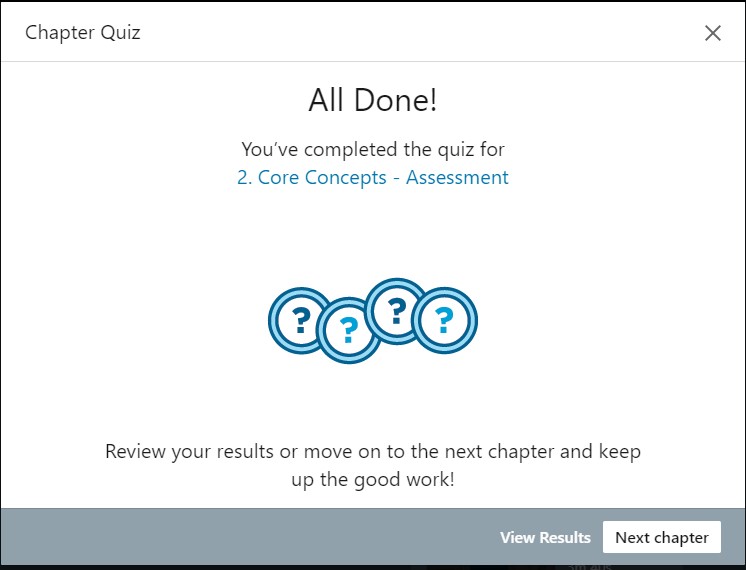 Chapter Quiz
All Done!
You’ve completed the quiz for
2. Core Concepts - Assessment
? ? ? ?
Review your results or move on to the next chapter and keep
up the good work!
View Results Next chapter